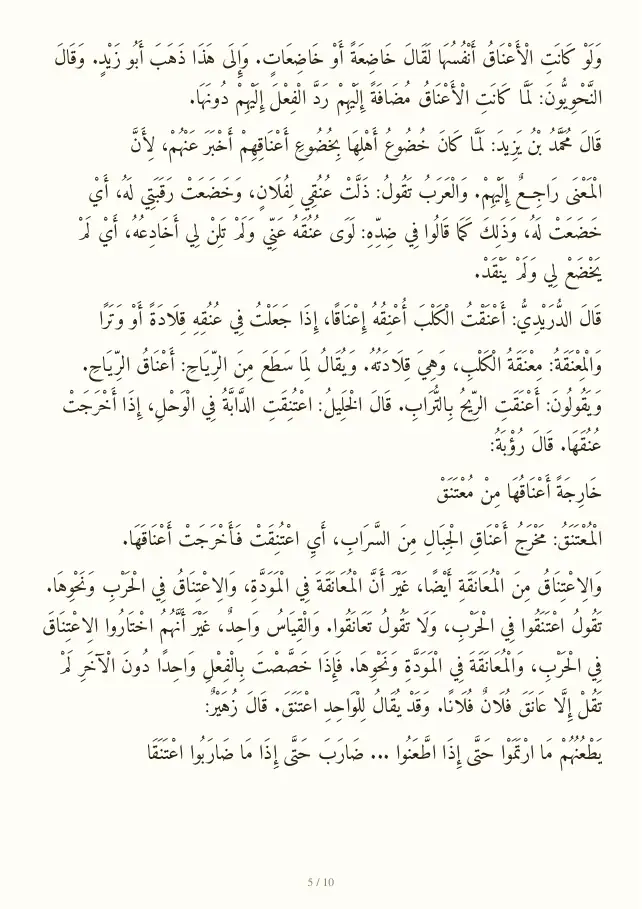 وَلَوْ كَانَتِ الْأَعْنَاقُ أَنْفُسُهَا لَقَالَ خَاضِعَةً أَوْ خَاضِعَاتٍ. وَإِلَى هَذَا ذَهَبَ أَبُو زَيْدٍ. وَقَالَ
النَّحْوِيُّونَ: لَمَّا كَانَتِ الْأَعْنَاقُ مُضَافَةً إِلَيْهِمْ رَدَّ الْفِعْلَ إِلَيْهِمْ دُونَهَا.
قَالَ مُحَمَّدُ بْنُ يَزِيدَ: لَمَّا كَانَ خُضُوعُ أَهْلِهَا بِخُضُوعِ أَعْنَاقِهِمْ أَخْبَرَ عَنْهُمْ، لِأَنَّ
الْمَعْنَى رَاجِعٌ إِلَيْهِمْ. وَالْعَرَبُ تَقُولُ: ذَلَّتْ عُنُقِي لِفُلَانٍ، وَخَضَعَتْ رَقَبَتِي لَهُ، أَيْ
خَضَعَتْ لَهُ، وَذَلِكَ كَمَا قَالُوا فِي ضِدِّهِ: لَوَى عُنُقَهُ عَنِّي وَلَمْ تَلِنْ لِي أَخَادِعُهُ، أَيْ لَمْ
يَخْضَعْ لِي وَلَمْ يَنْقَدْ.
قَالَ الدُّرَيْدِيُّ: أَعْنَقْتُ الْكَلْبَ أُعْنِقُهُ إِعْنَاقًا، إِذَا جَعَلْتُ فِي عُنُقِهِ قِلَادَةً أَوْ وَتَرًا
وَالْمِعْنَقَةُ: مِعْنَقَةُ الْكَلْبِ، وَهِيَ قِلَادَتُهُ. وَيُقَالُ لِمَا سَطَعَ مِنَ الرِّيَاحِ: أَعْنَاقُ الرِّيَاحِ.
وَيَقُولُونَ: أَعْنَقَتِ الرِّيحُ بِالتُّرَابِ. قَالَ الْخَلِيلُ: اعْتُنِقَتِ الدَّابَّةُ فِي الْوَحْلِ، إِذَا أَخْرَجَتْ
عُنُقَهَا. قَالَ رُؤْبَةُ:
خَارِجَةً أَعْنَاقُهَا مِنْ مُعْتَنَقْ
الْمُعْتَنَقُ: مَخْرَجُ أَعْنَاقِ الْجِبَالِ مِنَ السَّرَابِ، أَيِ اعْتُنِقَتْ فَأَخْرَجَتْ أَعْنَاقَهَا.
وَالِاعْتِنَاقُ مِنَ الْمُعَانَقَةِ أَيْضًا، غَيْرَ أَنَّ الْمُعَانَقَةَ فِي الْمَوَدَّةِ، وَالِاعْتِنَاقُ فِي الْحَرْبِ وَنَحْوِهَا.
تَقُولُ اعْتَنَقُوا فِي الْحَرْبِ، وَلَا تَقُولُ تَعَانَقُوا. وَالْقِيَاسُ وَاحِدٌ، غَيْرَ أَنَّهُمُ اخْتَارُوا الِاعْتِنَاقَ
فِي الْحَرْبِ، وَالْمُعَانَقَةَ فِي الْمَوَدَّةِ وَنَحْوِهَا. فَإِذَا خَصَّصْتَ بِالْفِعْلِ وَاحِدًا دُونَ الْآخَرِ لَمْ
تَقُلْ إِلَّا عَانَقَ فُلَانٌ فُلَانًا. وَقَدْ يُقَالُ لِلْوَاحِدِ اعْتَنَقَ. قَالَ زُهَيْرٌ:
يَطْعُنُهُمْ مَا ارْتَمَوْا حَتَّى إِذَا اطَّعَنُوا ... ضَارَبَ حَتَّى إِذَا مَا ضَارَبُوا اعْتَنَقَا
5 / 10